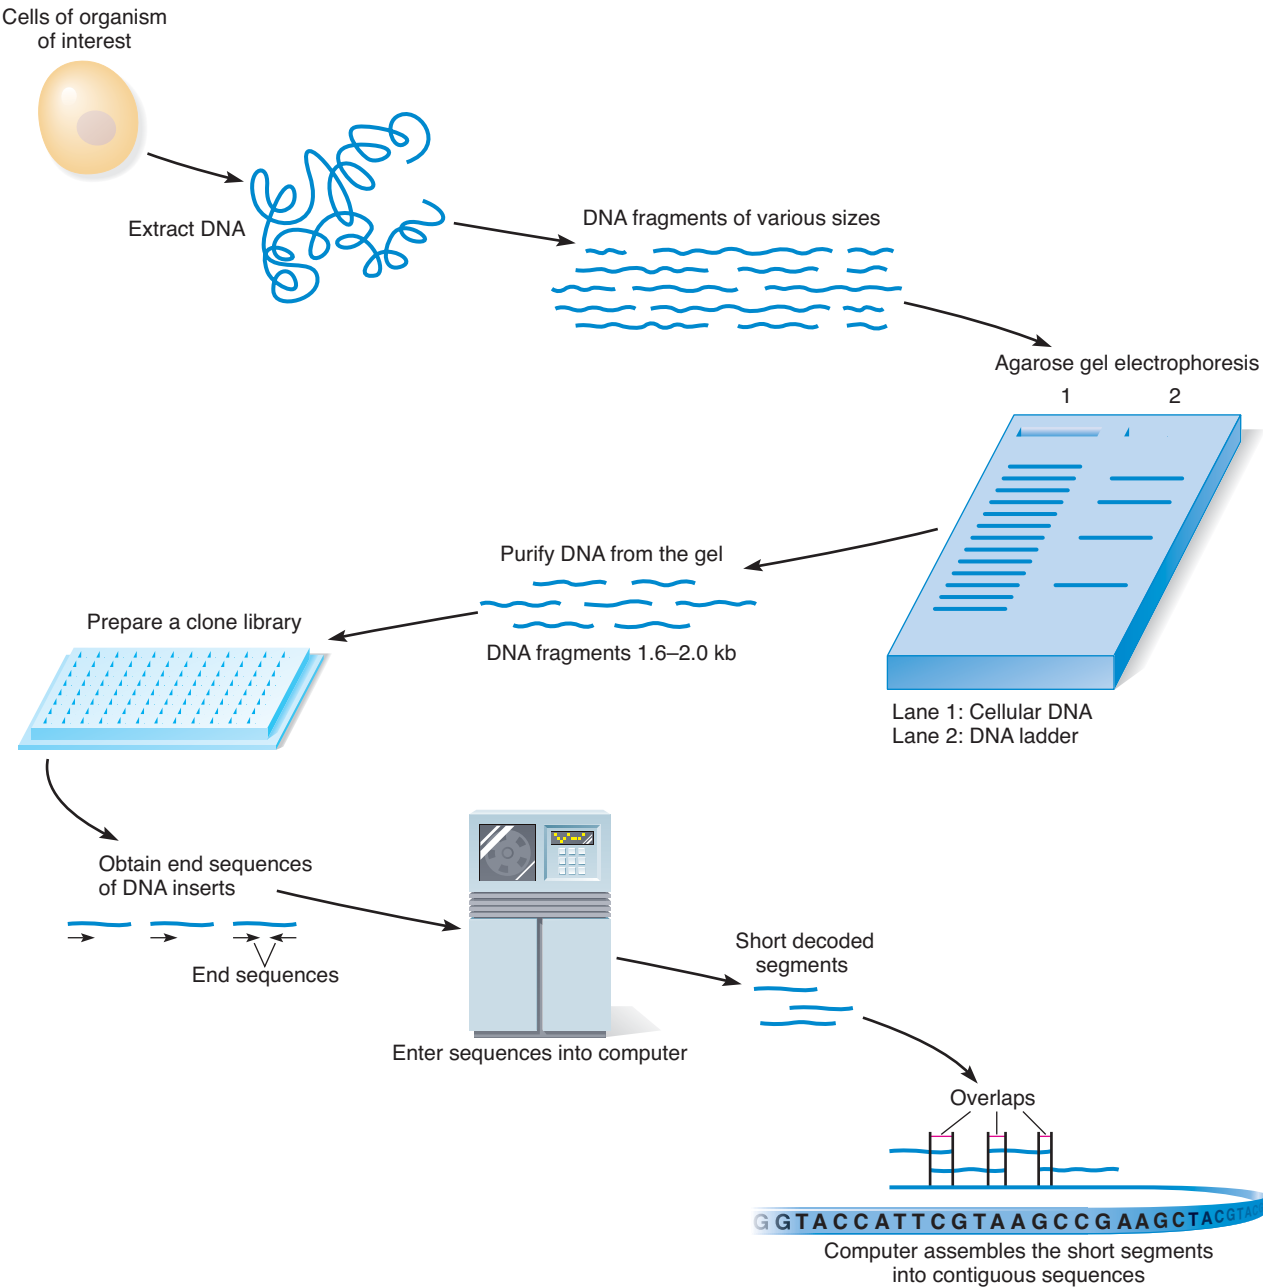 Cells of organism
of interest
Extract DNA
DNA fragments of various sizes
Agarose gel electrophoresis
1 2
Lane 1: Cellular DNA
Lane 2: DNA ladder
Purify DNA from the gel
DNA fragments 1.6–2.0 kb
Prepare a clone library
Obtain end sequences
of DNA inserts
End sequences
Enter sequences into computer
Short decoded
segments
Overlaps
GGTACCATTCGTAAGCCGAAGCTACGTA
Computer assembles the short segments
into contiguous sequences